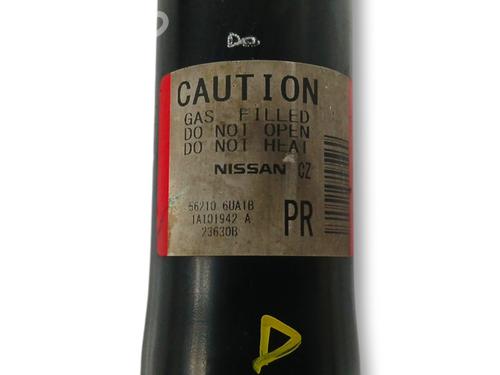 CAUTION
GAS FILLED
DO NOT OPEN
DO NOT HEAT
NISSAN CZ
56210 6UA1B
1A101942 A
23630B
PR
D